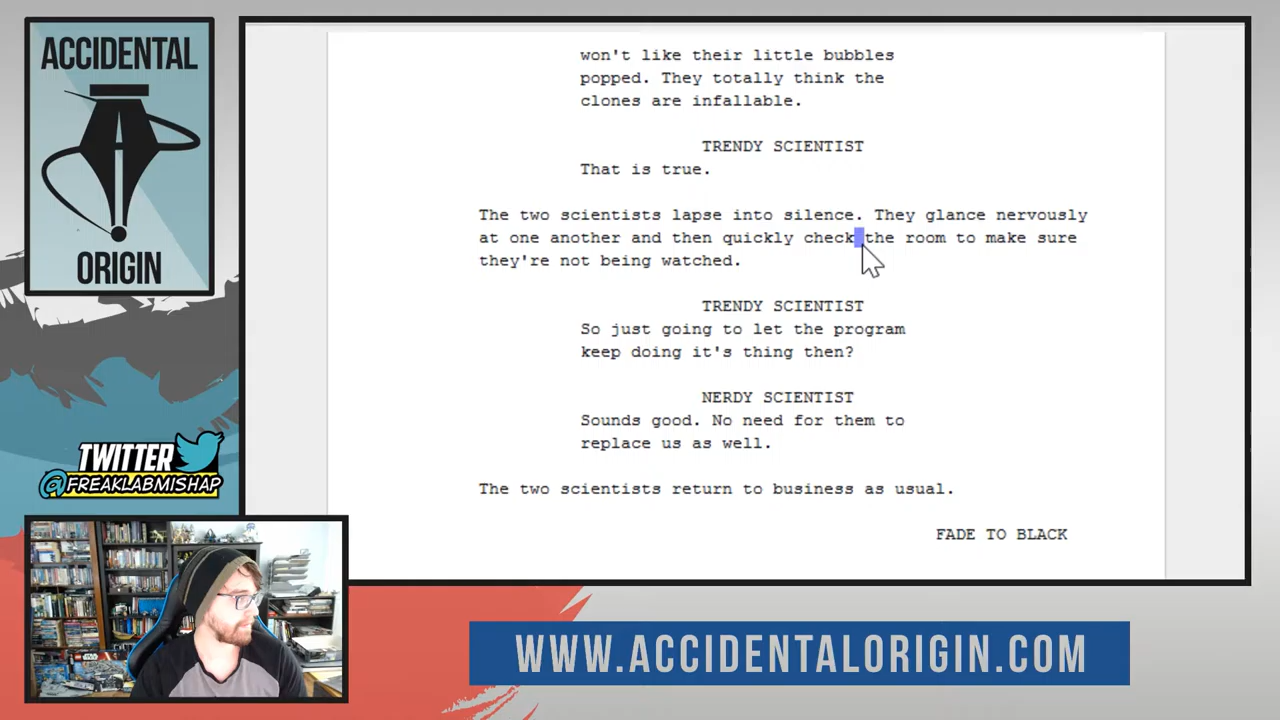 ACCIDENTAL
ORIGIN
won't like their little bubbles
popped. They totally think the
clones are infallable.
TRENDY SCIENTIST
That is true.
The two scientists lapse into silence. They glance nervously
at one another and then quickly check the room to make sure
they're not being watched.
TRENDY SCIENTIST
So just going to let the program
keep doing it's thing then?
NERDY SCIENTIST
Sounds good. No need for them to
replace us as well.
The two scientists return to business as usual.
FADE TO BLACK
TWITTER
@FREAKLABMISHAP
WWW.ACCIDENTALORIGIN.COM